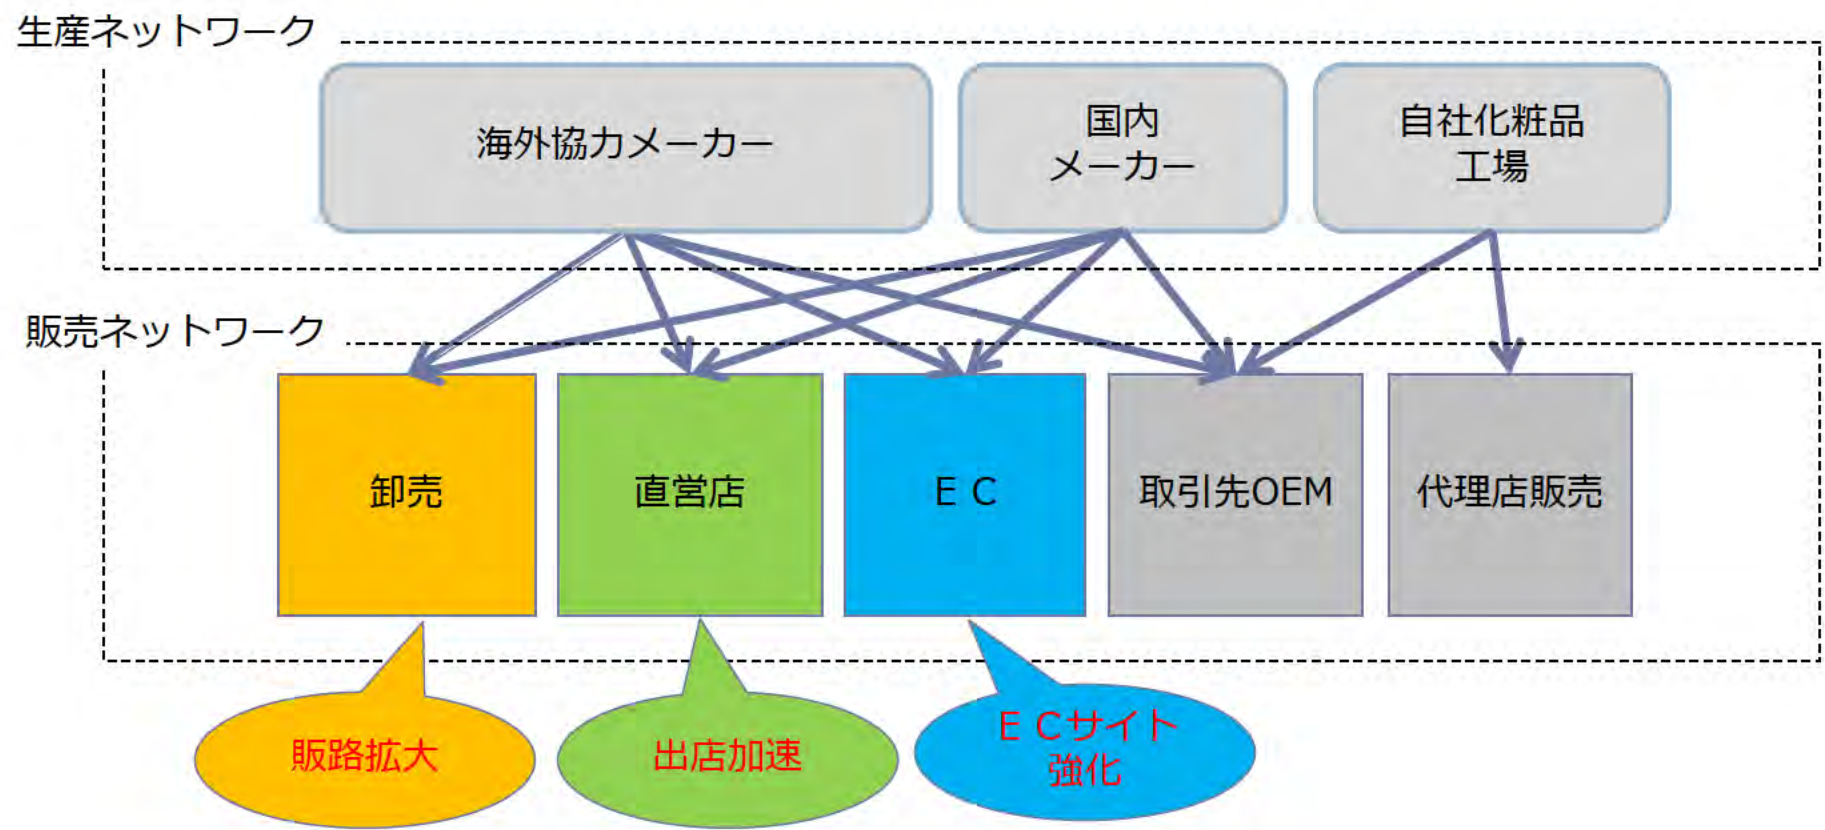 生産ネットワーク
海外協力メーカー
国内
メーカー
自社化粧品
工場
販売ネットワーク
卸売
直営店
ＥＣ
取引先OEM
代理店販売
販路拡大
出店加速
ＥＣサイト
強化